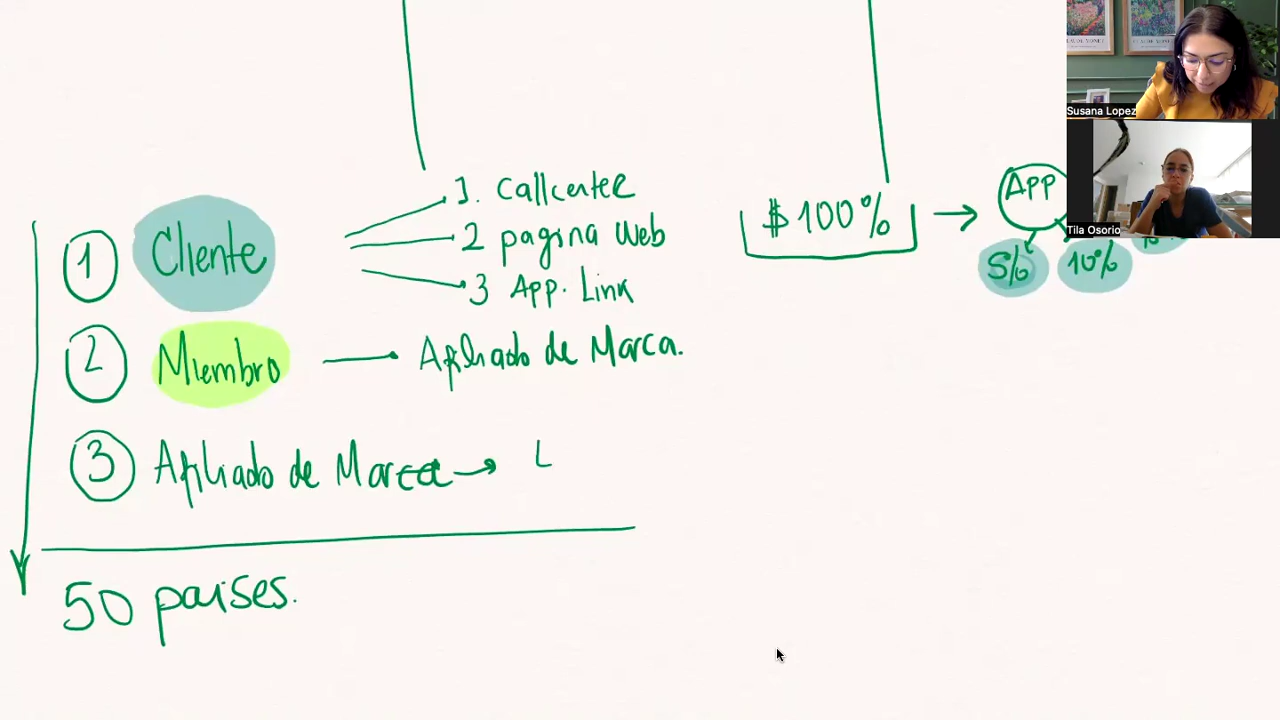 1 Cliente
1. Callcenter
2 pagina Web
3 App. Link
$100%
APP
5%
10%
2 Miembro
Afiliado de Marca.
3 Afiliado de Marca
L
50 paises.
Susana Lopez
Tila Osorio